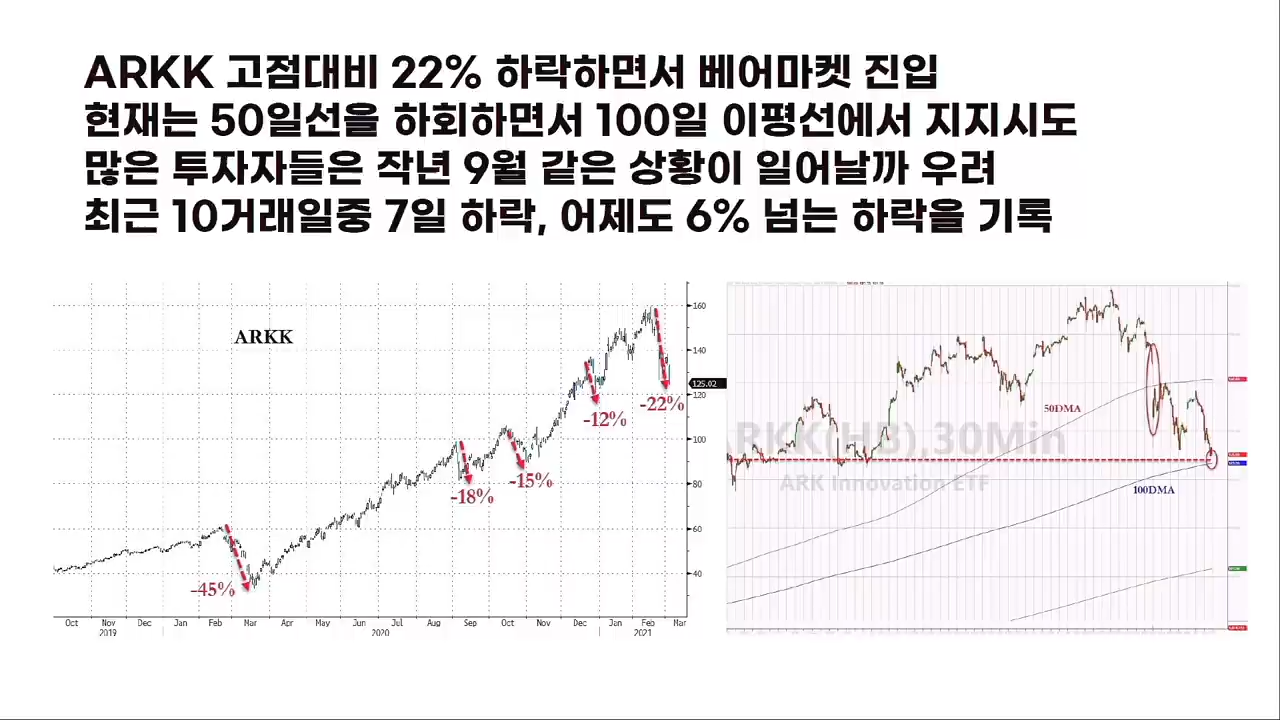 ARKK 고점대비 22% 하락하면서 베어마켓 진입
현재는 50일선을 하회하면서 100일 이평선에서 지지시도
많은 투자자들은 작년 9월 같은 상황이 일어날까 우려
최근 10거래일중 7일 하락, 어제도 6% 넘는 하락을 기록
ARKK
160
140
125.02
120
100
80
60
40
-45%
-18%
-15%
-12%
-22%
Oct Nov Dec Jan Feb Mar Apr May Jun Jul Aug Sep Oct Nov Dec Jan Feb Mar
2019 2020 2021
50DMA
RKK(HB),30Min
ARK Innovation ETF
100DMA